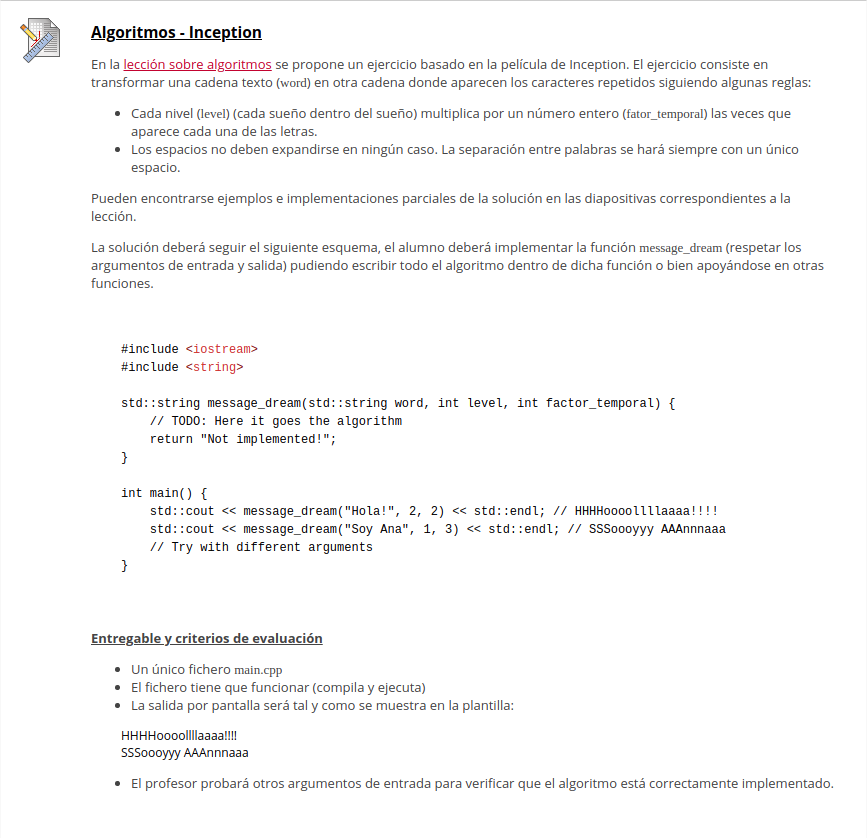 Algoritmos - Inception
En la lección sobre algoritmos se propone un ejercicio basado en la película de Inception. El ejercicio consiste en
transformar una cadena texto (word) en otra cadena donde aparecen los caracteres repetidos siguiendo algunas reglas:
• Cada nivel (level) (cada sueño dentro del sueño) multiplica por un número entero (fator_temporal) las veces que
aparece cada una de las letras.
• Los espacios no deben expandirse en ningún caso. La separación entre palabras se hará siempre con un único
espacio.
Pueden encontrarse ejemplos e implementaciones parciales de la solución en las diapositivas correspondientes a la
lección.
La solución deberá seguir el siguiente esquema, el alumno deberá implementar la función message_dream (respetar los
argumentos de entrada y salida) pudiendo escribir todo el algoritmo dentro de dicha función o bien apoyándose en otras
funciones.
#include <iostream>
#include <string>
std::string message_dream(std::string word, int level, int factor_temporal) {
// TODO: Here it goes the algorithm
return "Not implemented!";
}
int main() {
std::cout << message_dream("Hola!", 2, 2) << std::endl; // HHHHoooollllaaaa!!!!
std::cout << message_dream("Soy Ana", 1, 3) << std::endl; // SSSoooyyy AAAnnnaaa
// Try with different arguments
}
Entregable y criterios de evaluación
• Un único fichero main.cpp
• El fichero tiene que funcionar (compila y ejecuta)
• La salida por pantalla será tal y como se muestra en la plantilla:
HHHHoooollllaaaa!!!!
SSSoooyyy AAAnnnaaa
• El profesor probará otros argumentos de entrada para verificar que el algoritmo está correctamente implementado.